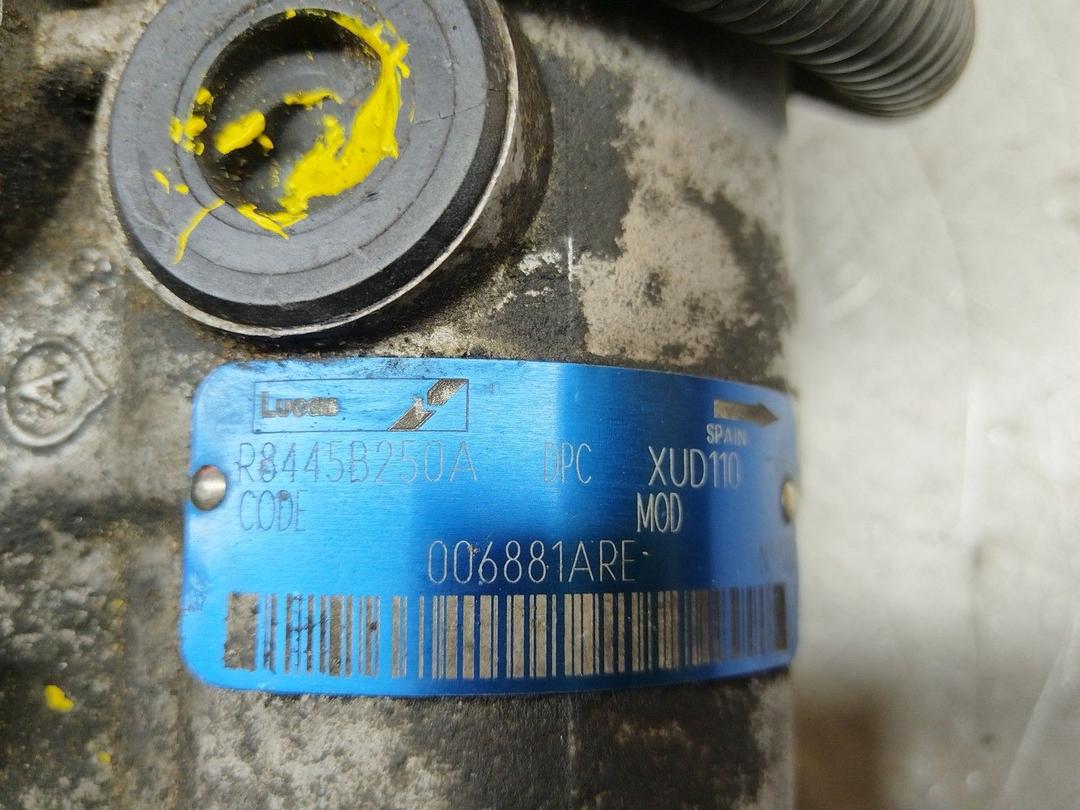 Lucas
SPAIN
R8445B250A DPC XUD110
CODE MOD
006881ARE
A